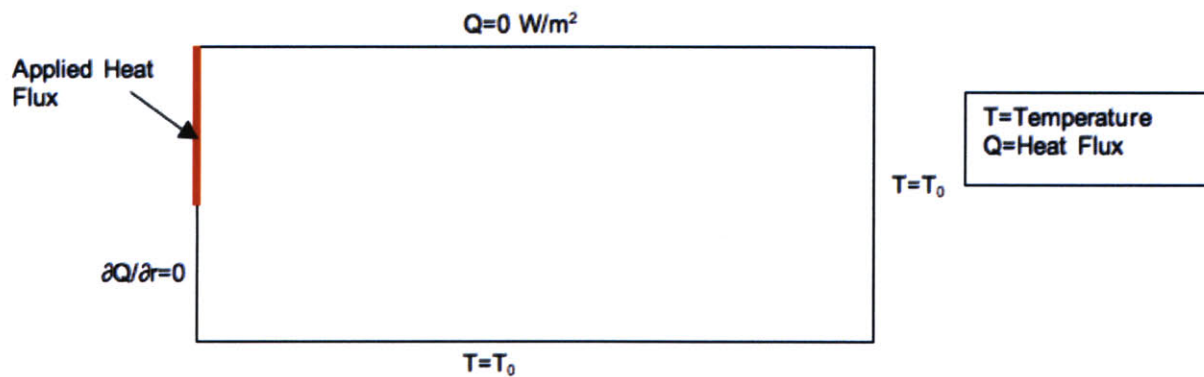 Q=0 W/m²
Applied Heat
Flux
T=Temperature
Q=Heat Flux
T=T₀
∂Q/∂r=0
T=T₀